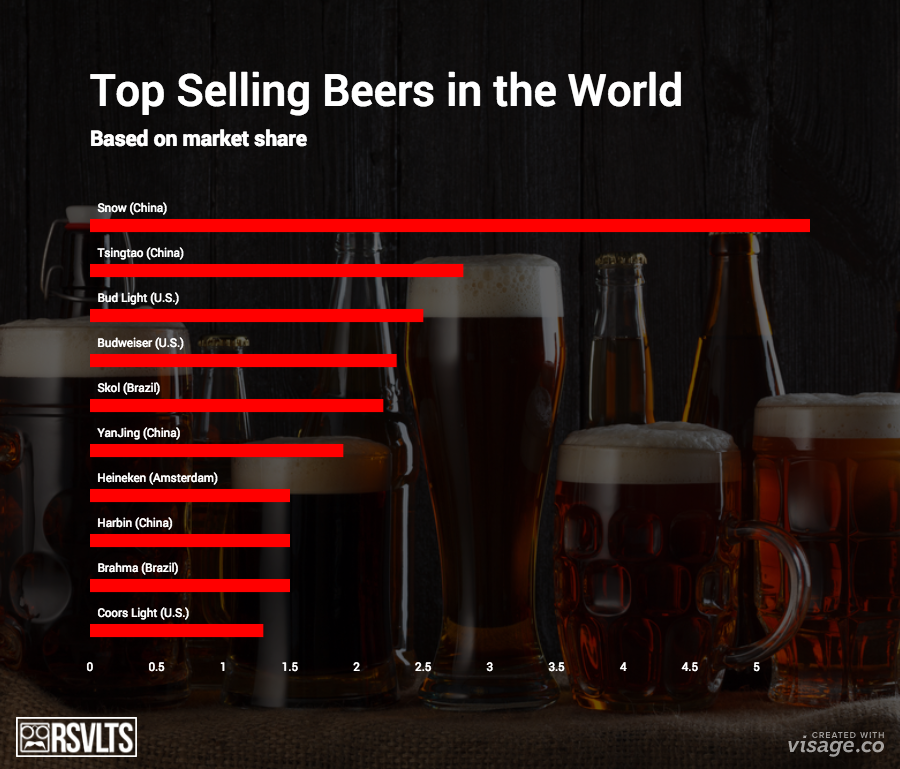 Top Selling Beers in the World
Based on market share
Snow (China)
Tsingtao (China)
Bud Light (U.S.)
Budweiser (U.S.)
Skol (Brazil)
YanJing (China)
Heineken (Amsterdam)
Harbin (China)
Brahma (Brazil)
Coors Light (U.S.)
0 0.5 1 1.5 2 2.5 3 3.5 4 4.5 5
RSVLTS
CREATED WITH
visage.co